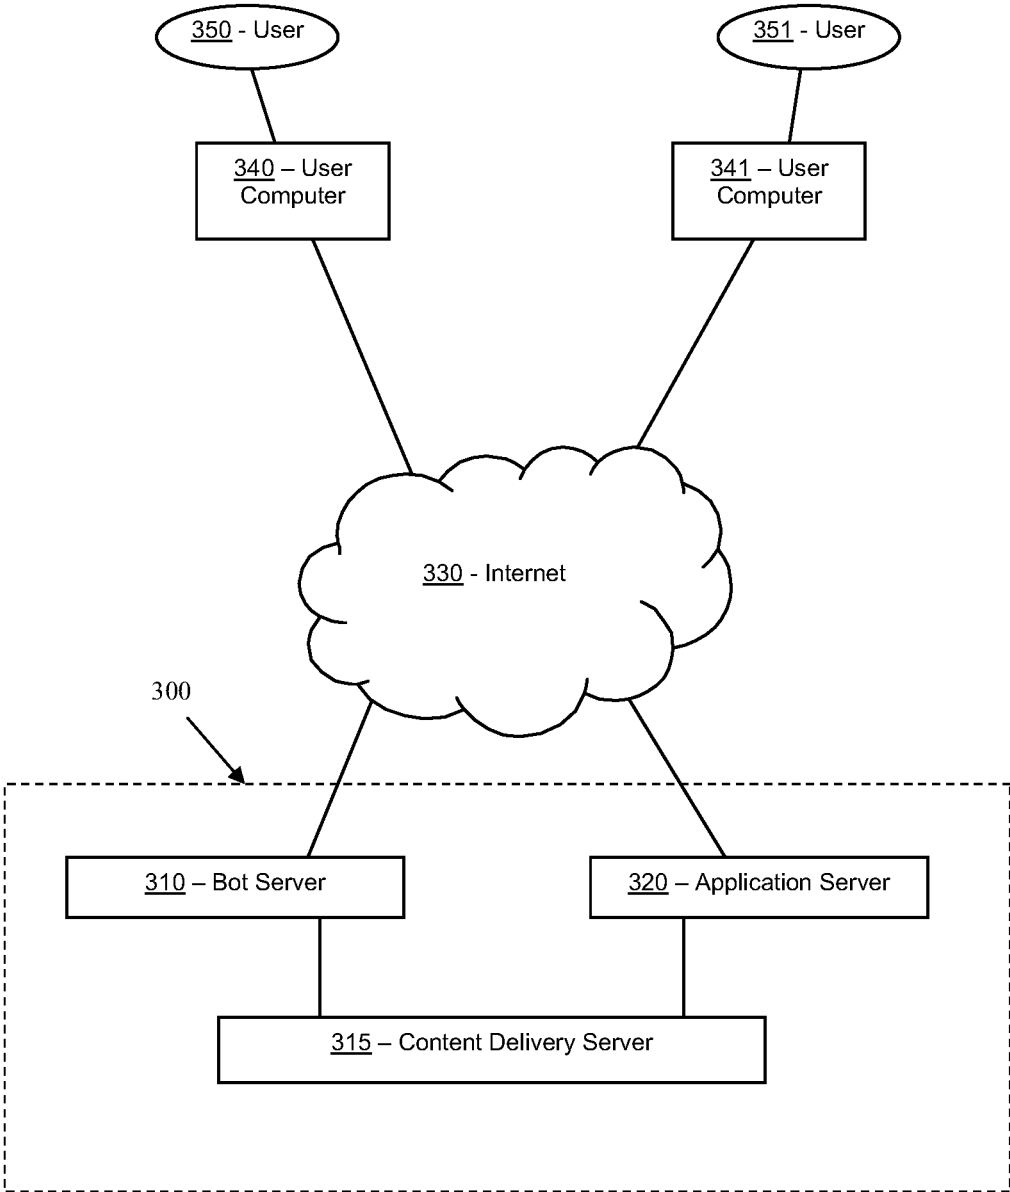 350 - User
351 - User
340 – User
Computer
341 – User
Computer
330 - Internet
300
310 – Bot Server
320 – Application Server
315 – Content Delivery Server